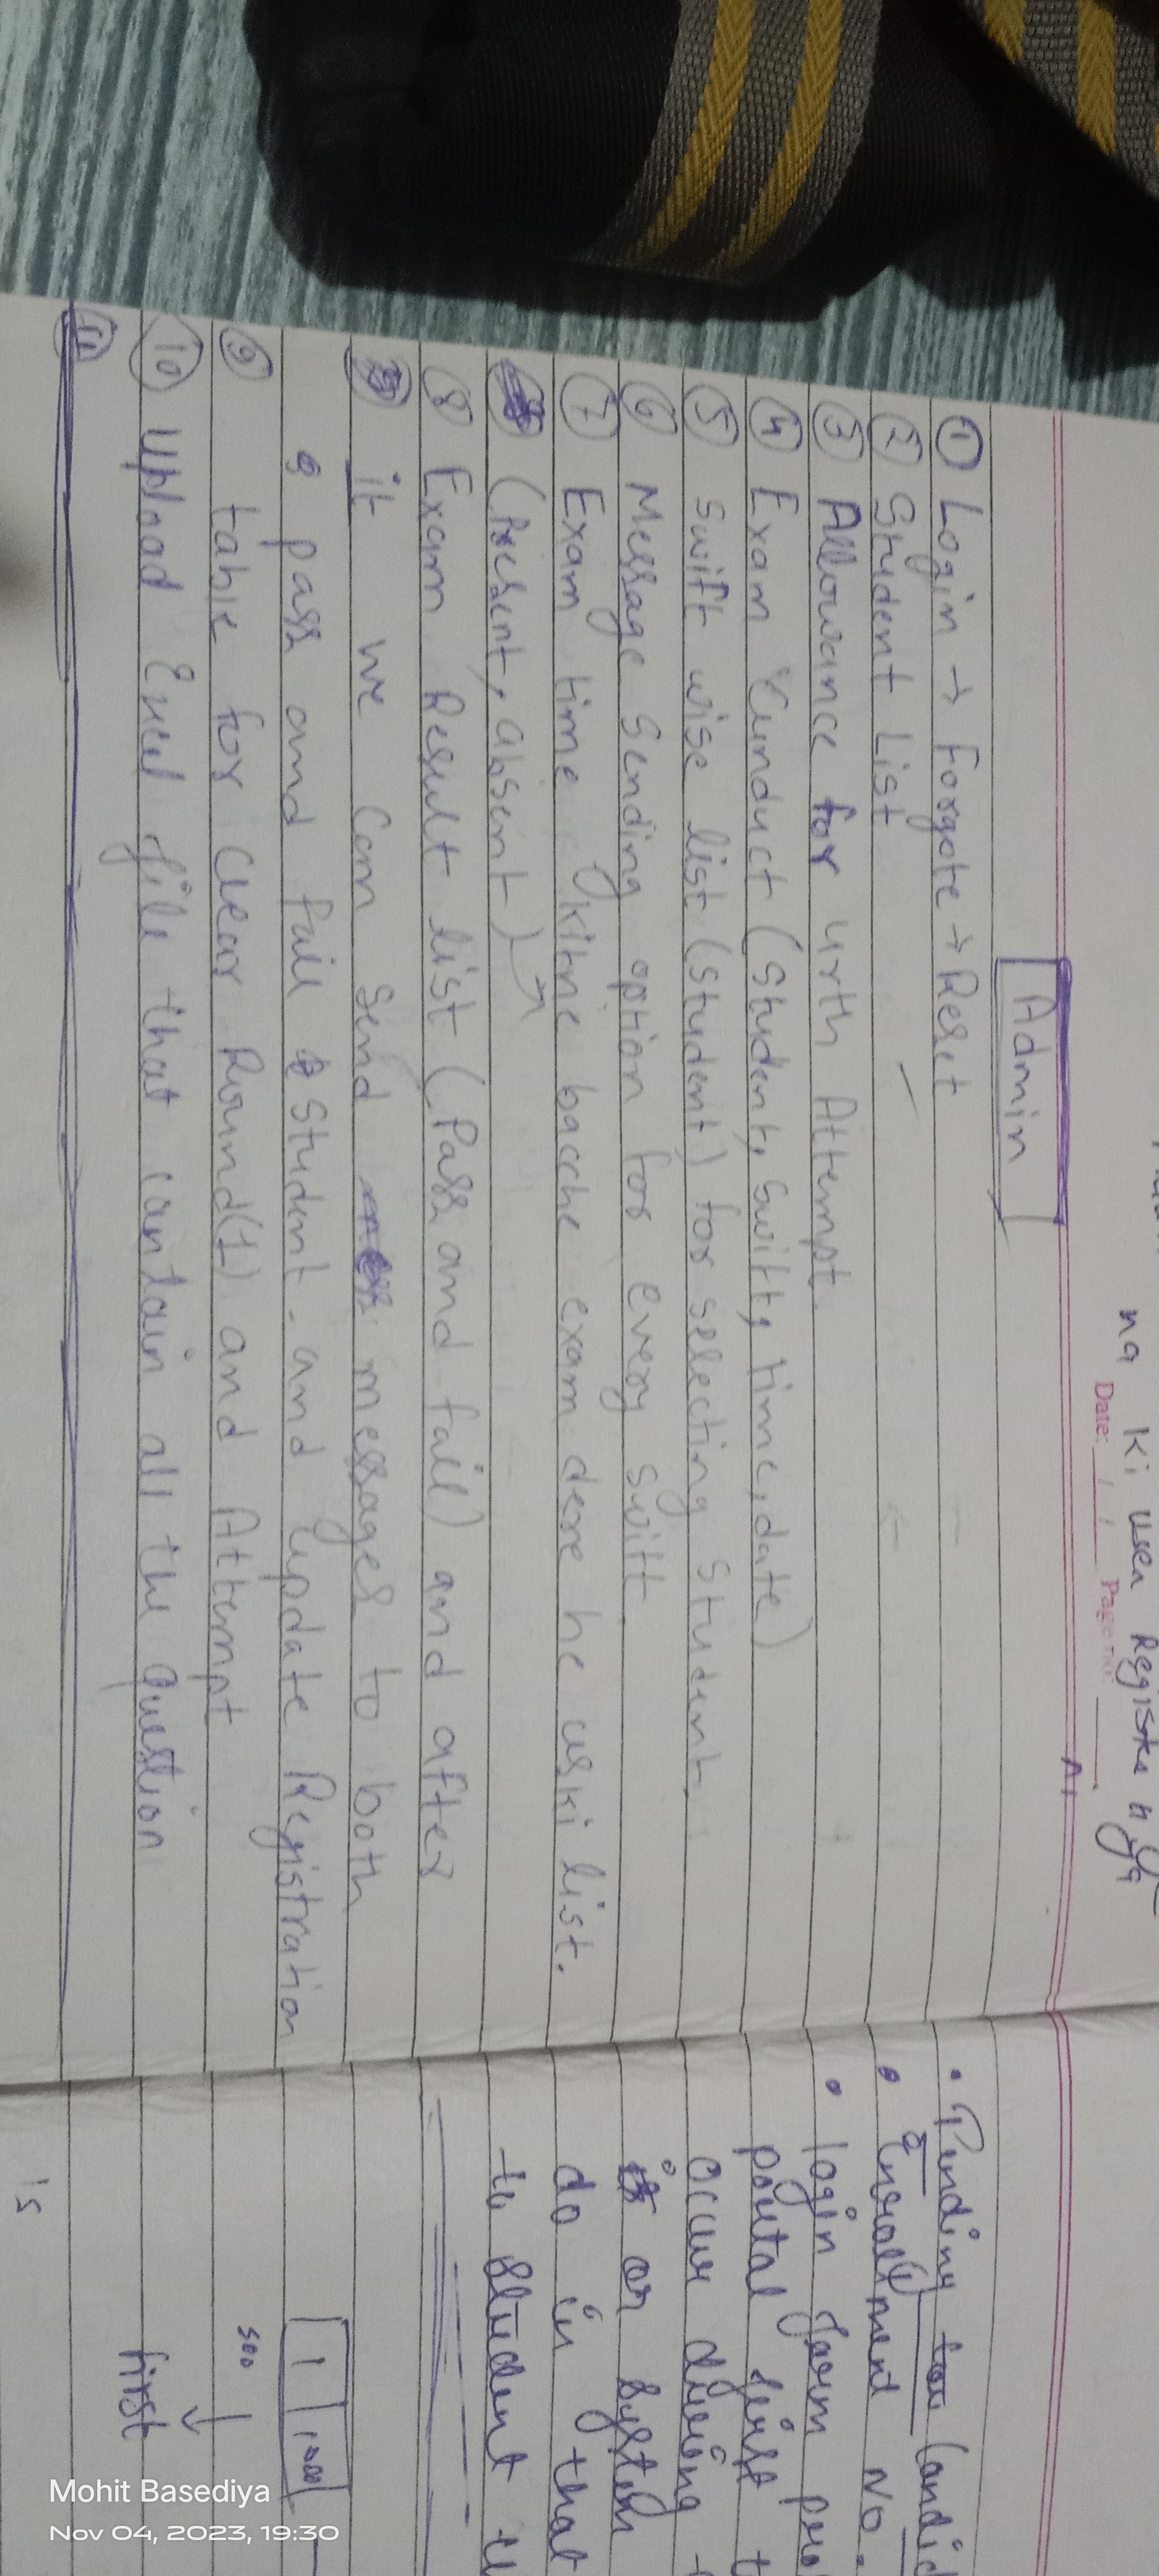 na Ki user Registe
Date: / / Page no:
Admin
① Login → Forgote → Reset
② Student List
③ Allowance for 4rth Attempt
④ Exam Cunduct (Student, Swift, time, date)
⑤ Swift wise list (Student) for selecting Student.
⑥ Message Sending option for every swift
⑦ Exam time kitne bacche exam dere he uski list.
(Present, absent)
⑧ Exam Result list (Pass and fail) and after
it we can Send messages to both
pass and fail Student. and update Registration
⑨ table for Clear Round(1) and Attempt
⑩ Upload Excel file that cantain all the question
⑪
• Pending Candid
• Enrollment NO.
• login form pro
portal first t
occur during
or System
do in that
to Student
1 1000
500
first
Mohit Basediya
Nov 04, 2023, 19:30